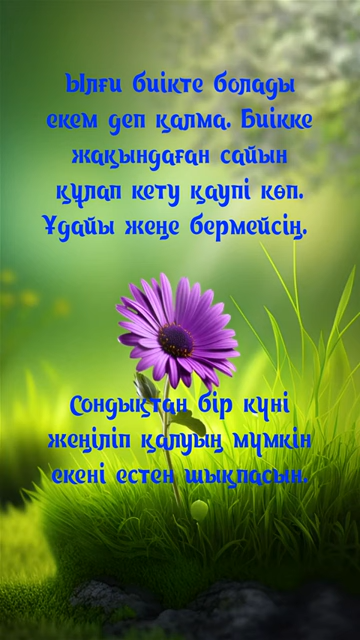 Ылғи биікте болады
екем деп қалма. Биікке
жақындаған сайын
құлап кету қаупі көп.
Ұдайы жеңе бермейсің.
Сондықтан бір күні
жеңіліп қалуың мүмкін
екені естен шықпасын.